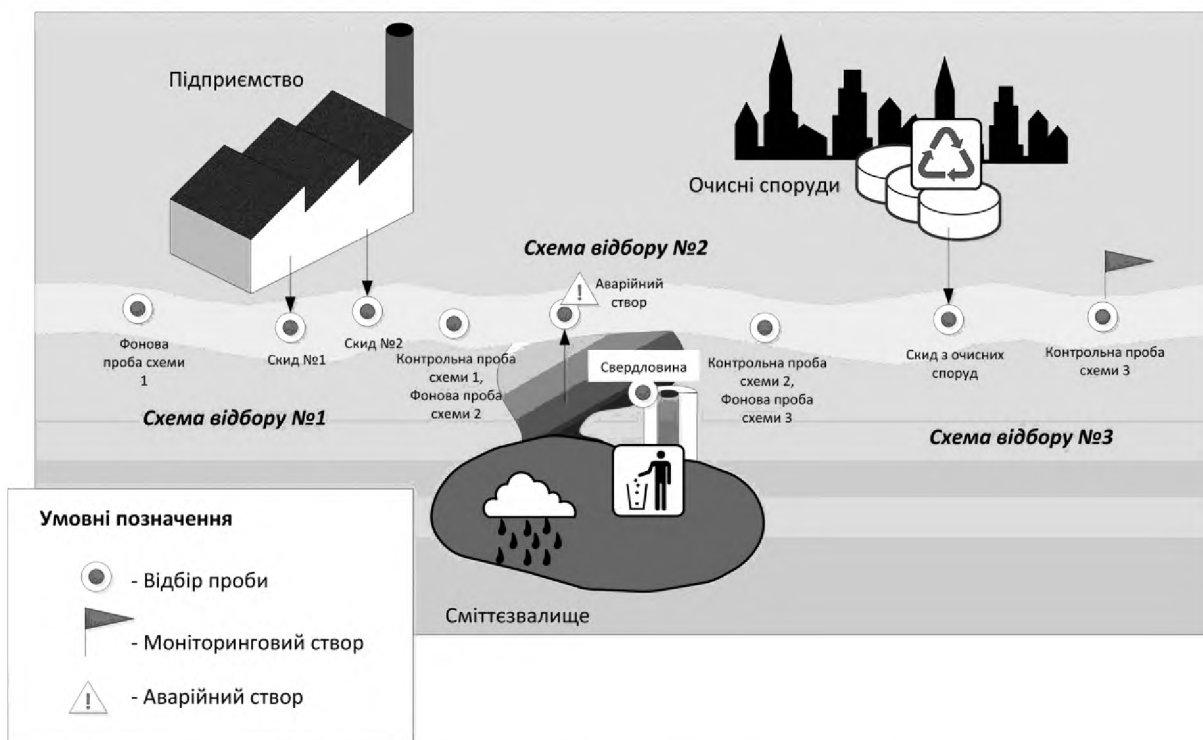 Підприємство
Очисні споруди
Схема відбору №2
Аварійний
створ
Фонова
проба схеми
1
Скид №1
Скид №2
Контрольна проба
схеми 1,
Фонова проба
схеми 2
Свердловина
Контрольна проба
схеми 2,
Фонова проба
схеми 3
Скид з очисних
споруд
Контрольна проба
схеми 3
Схема відбору №1
Схема відбору №3
Сміттєзвалище
Умовні позначення
- Відбір проби
- Моніторинговий створ
- Аварійний створ